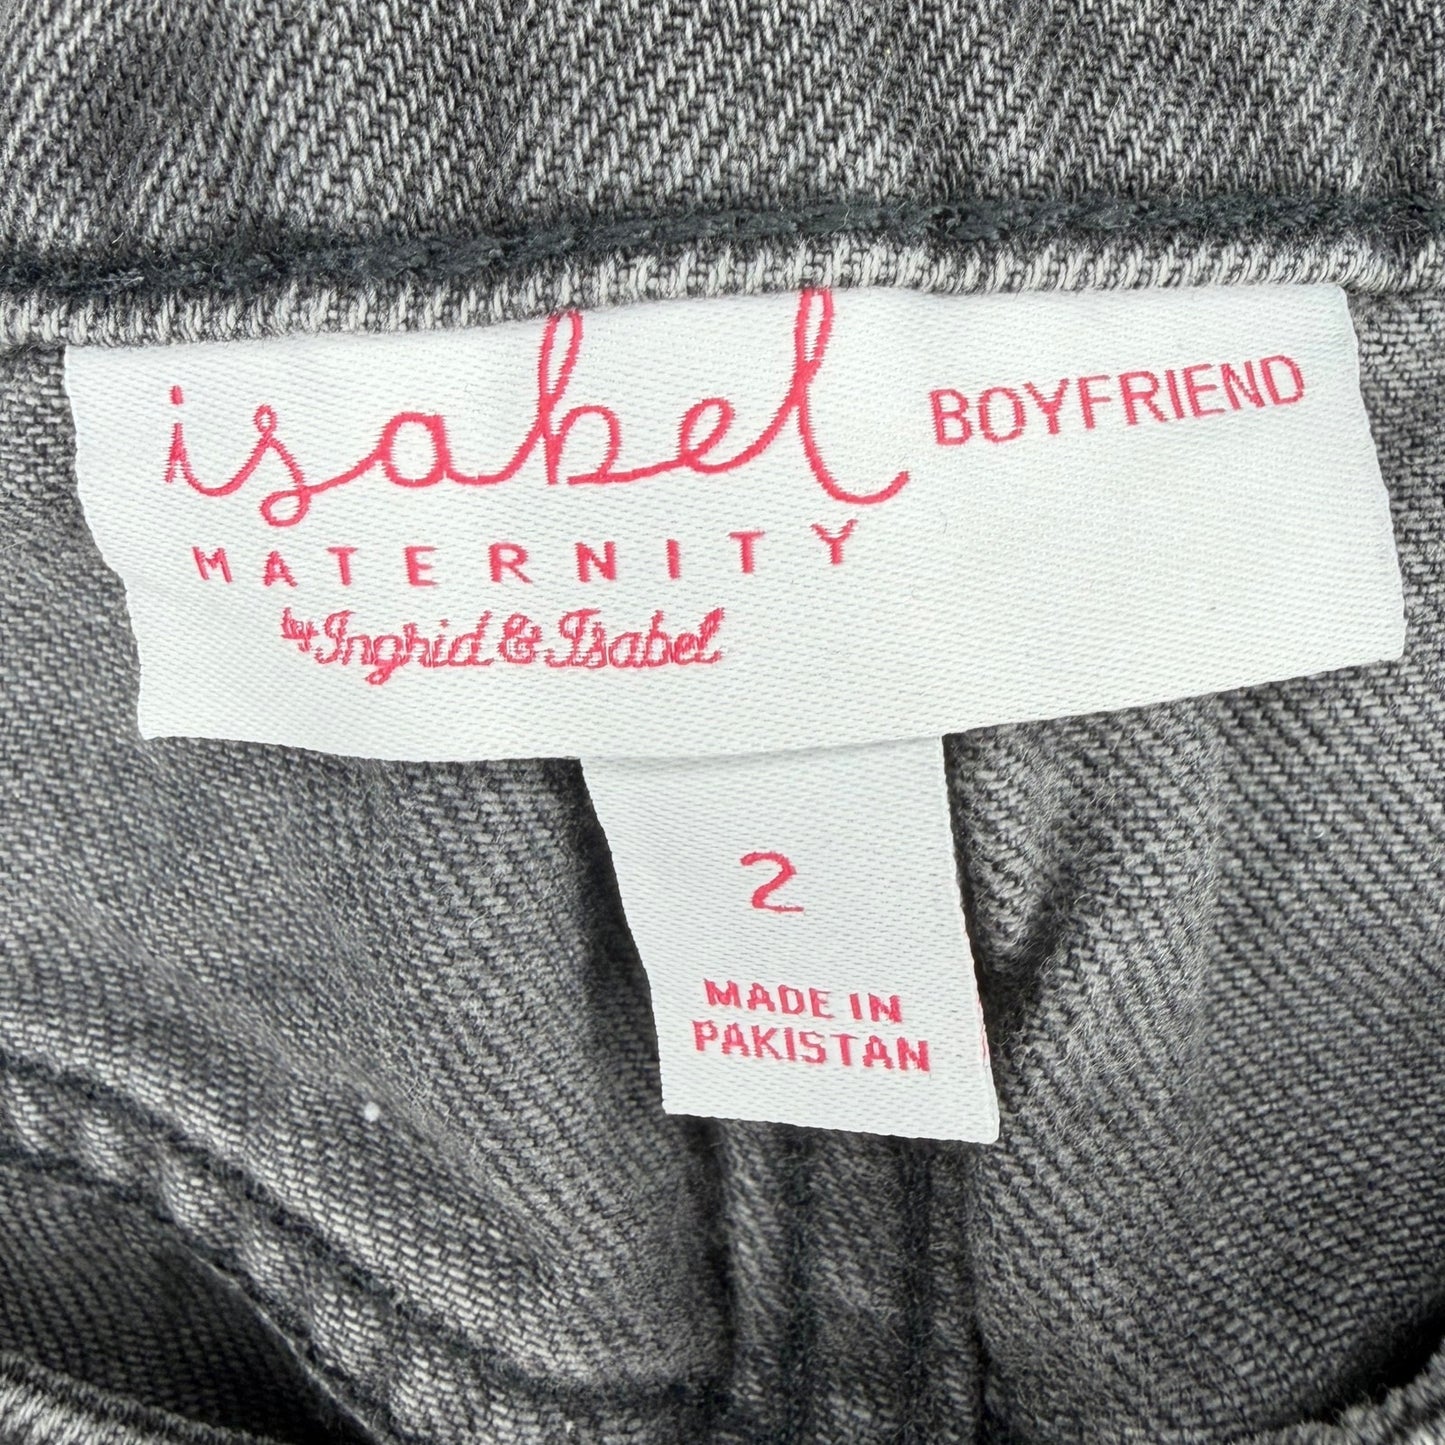 isabel BOYFRIEND
MATERNITY
by Ingrid & Isabel
2
MADE IN
PAKISTAN